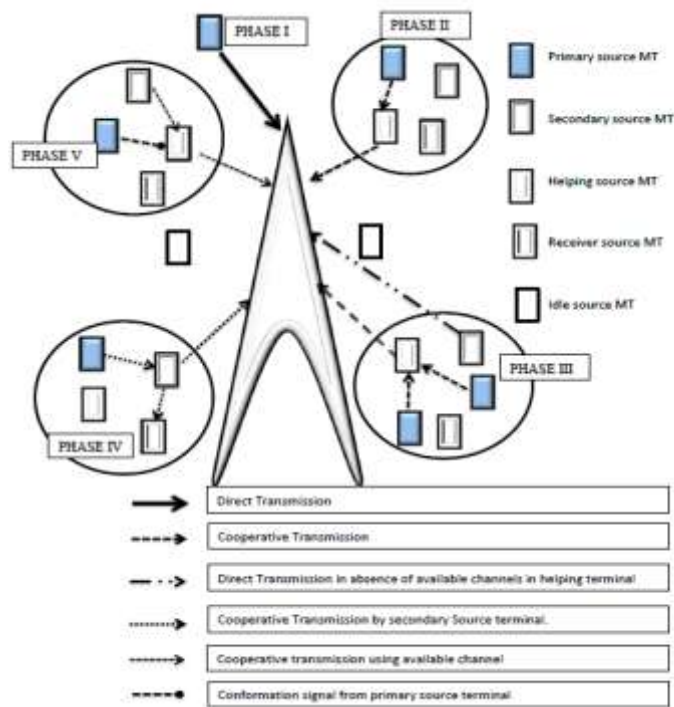 PHASE I
PHASE II
Primary source MT
Secondary source MT
PHASE V
Helping source MT
Receiver source MT
Idle source MT
PHASE III
PHASE IV
Direct Transmission
Cooperative Transmission
Direct Transmission in absence of available channels in helping terminal
Cooperative Transmission by secondary Source terminal.
Cooperative transmission using available channel
Conformation signal from primary source terminal